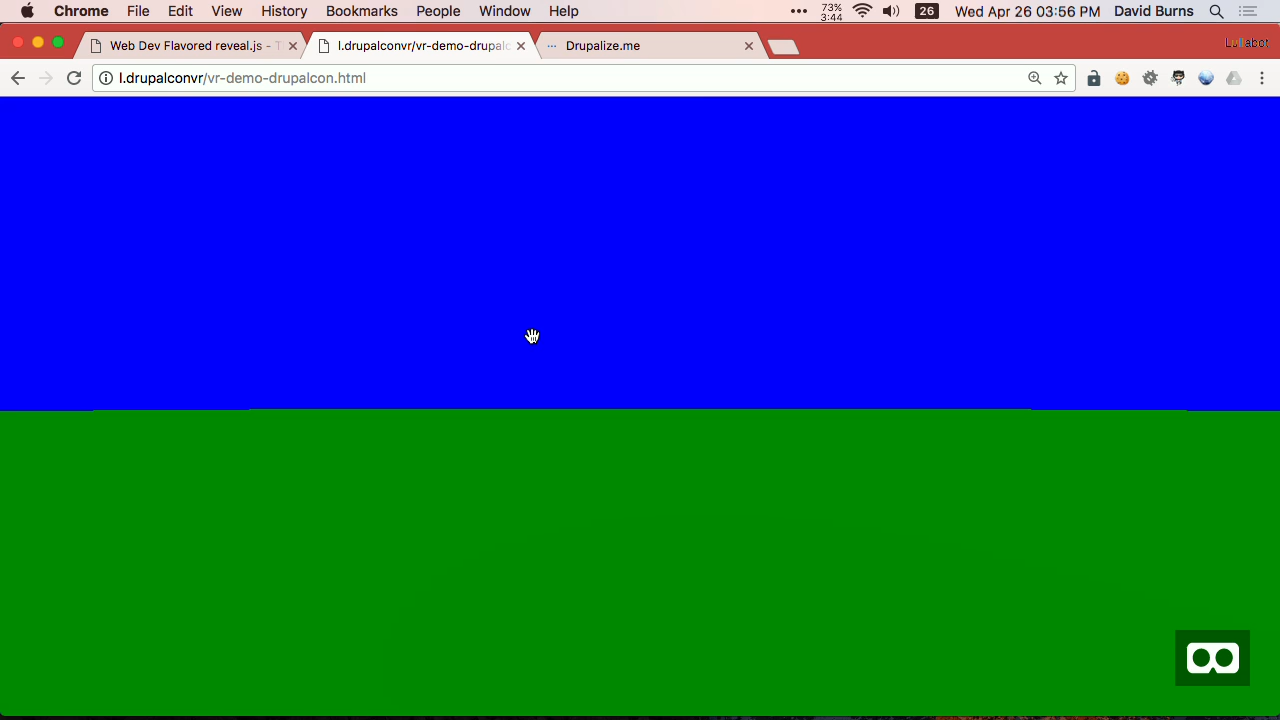 Chrome File Edit View History Bookmarks People Window Help ••• 73% 3:44 26 Wed Apr 26 03:56 PM David Burns
Web Dev Flavored reveal.js - T l.drupalconvr/vr-demo-drupalc Drupalize.me Lullabot
l.drupalconvr/vr-demo-drupalcon.html